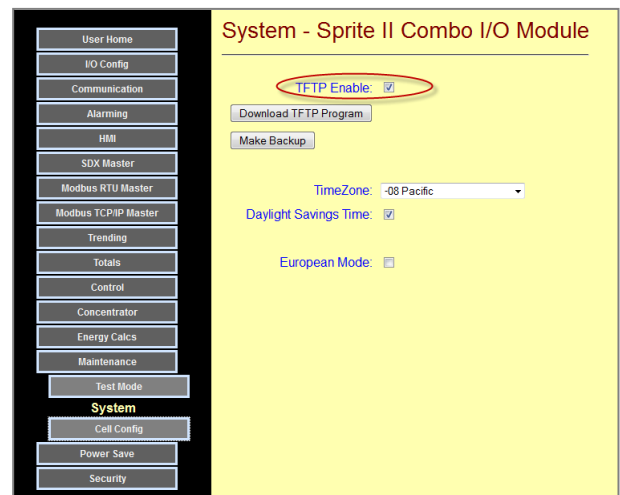 System - Sprite II Combo I/O Module
User Home
I/O Config
Communication
Alarming
HMI
SDX Master
Modbus RTU Master
Modbus TCP/IP Master
Trending
Totals
Control
Concentrator
Energy Calcs
Maintenance
Test Mode
System
Cell Config
Power Save
Security
TFTP Enable:
Download TFTP Program
Make Backup
TimeZone: -08 Pacific
Daylight Savings Time:
European Mode: